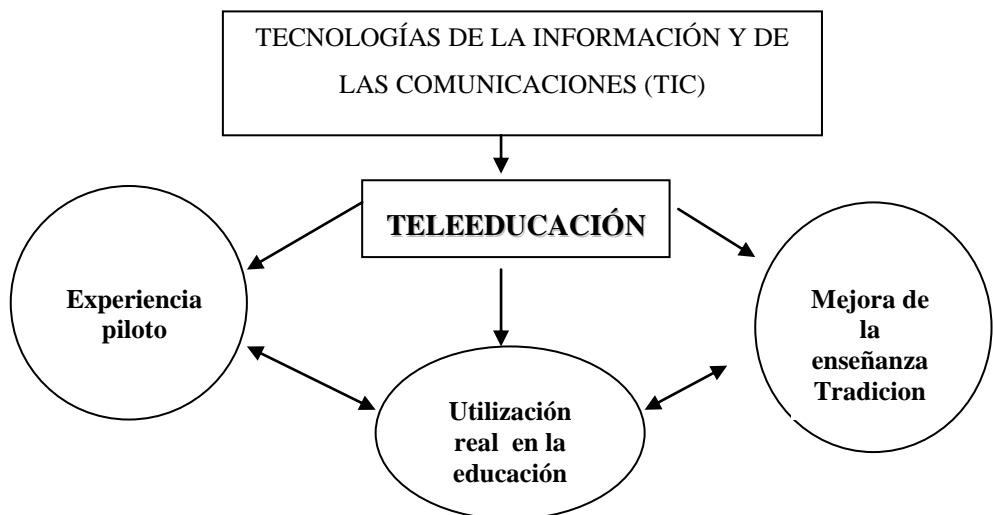 TECNOLOGÍAS DE LA INFORMACIÓN Y DE
LAS COMUNICACIONES (TIC)
TELEEDUCACIÓN
Experiencia
piloto
Mejora de
la
enseñanza
Tradicion
Utilización
real en la
educación